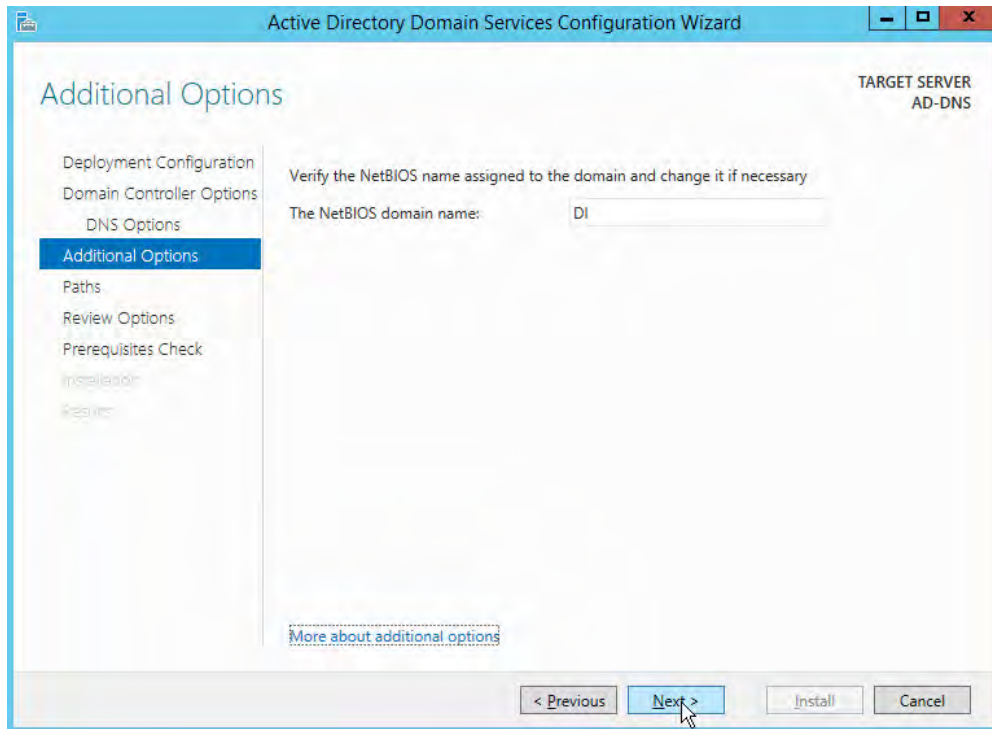 Active Directory Domain Services Configuration Wizard
Additional Options
TARGET SERVER
AD-DNS
Deployment Configuration
Domain Controller Options
DNS Options
Additional Options
Paths
Review Options
Prerequisites Check
Installation
Results
Verify the NetBIOS name assigned to the domain and change it if necessary
The NetBIOS domain name: DI
More about additional options
< Previous
Next >
Install
Cancel